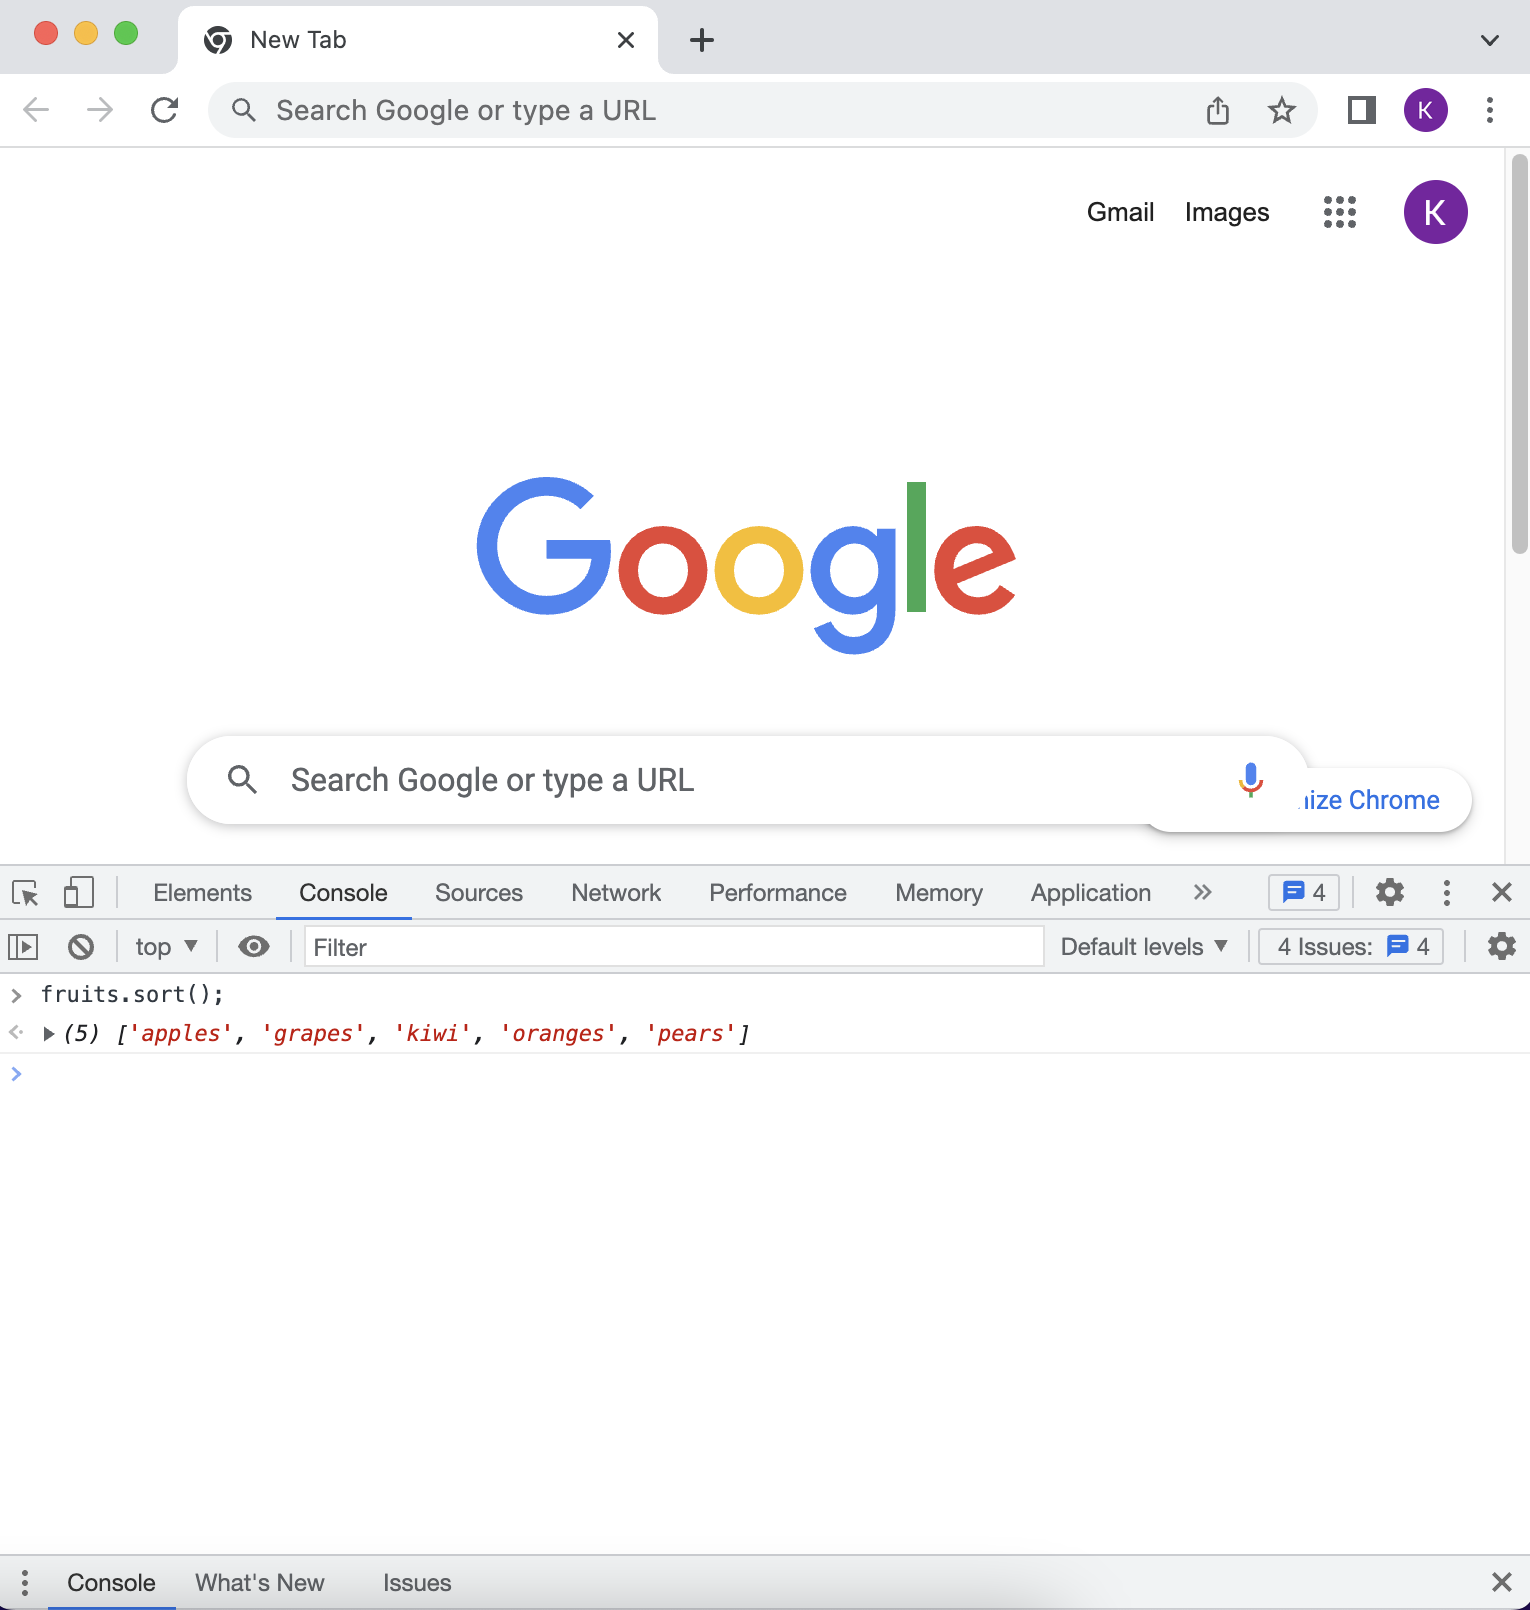 New Tab
Search Google or type a URL
K
Gmail Images
K
Google
Search Google or type a URL
ize Chrome
Elements Console Sources Network Performance Memory Application » 4
top Filter Default levels 4 Issues: 4
> fruits.sort();
(5) ['apples', 'grapes', 'kiwi', 'oranges', 'pears']
>
Console What's New Issues